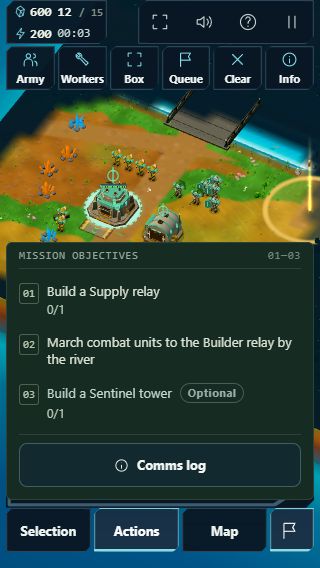 600 12 / 15
200 00:03
Army Workers Box Queue Clear Info
MISSION OBJECTIVES 01—03
01 Build a Supply relay
0/1
02 March combat units to the Builder relay by
the river
03 Build a Sentinel tower Optional
0/1
Comms log
Selection Actions Map